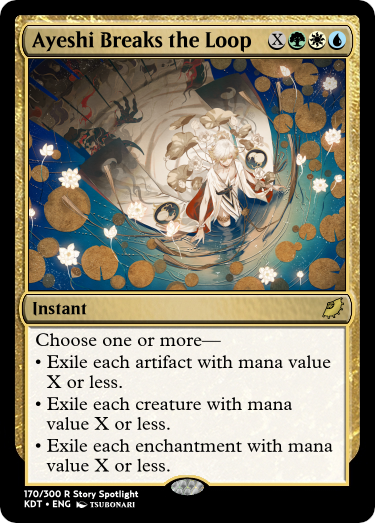 Ayeshi Breaks the Loop X
Instant
Choose one or more—
• Exile each artifact with mana value
X or less.
• Exile each creature with mana
value X or less.
• Exile each enchantment with mana
value X or less.
170/300 R Story Spotlight
KDT • ENG TSUBONARI